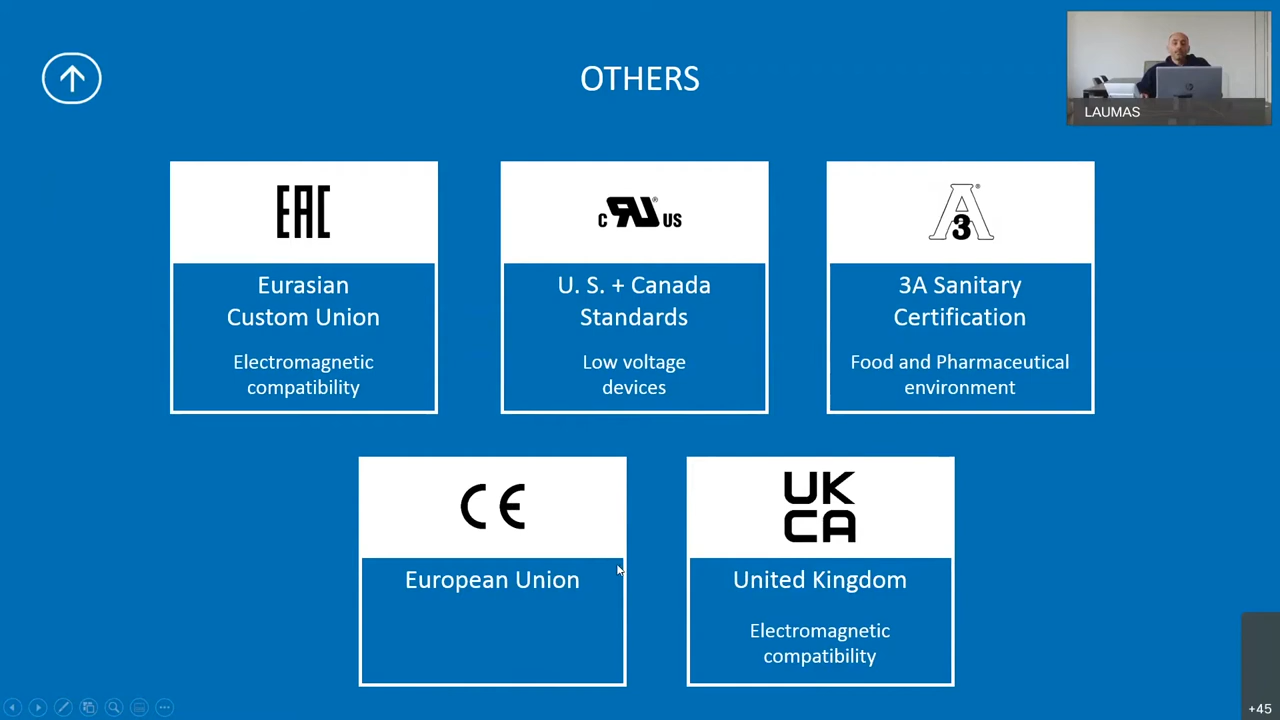 OTHERS
LAUMAS
EAC
Eurasian
Custom Union
Electromagnetic
compatibility
C RU® US
U. S. + Canada
Standards
Low voltage
devices
A ®
3
3A Sanitary
Certification
Food and Pharmaceutical
environment
CE
European Union
UK
CA
United Kingdom
Electromagnetic
compatibility
+45